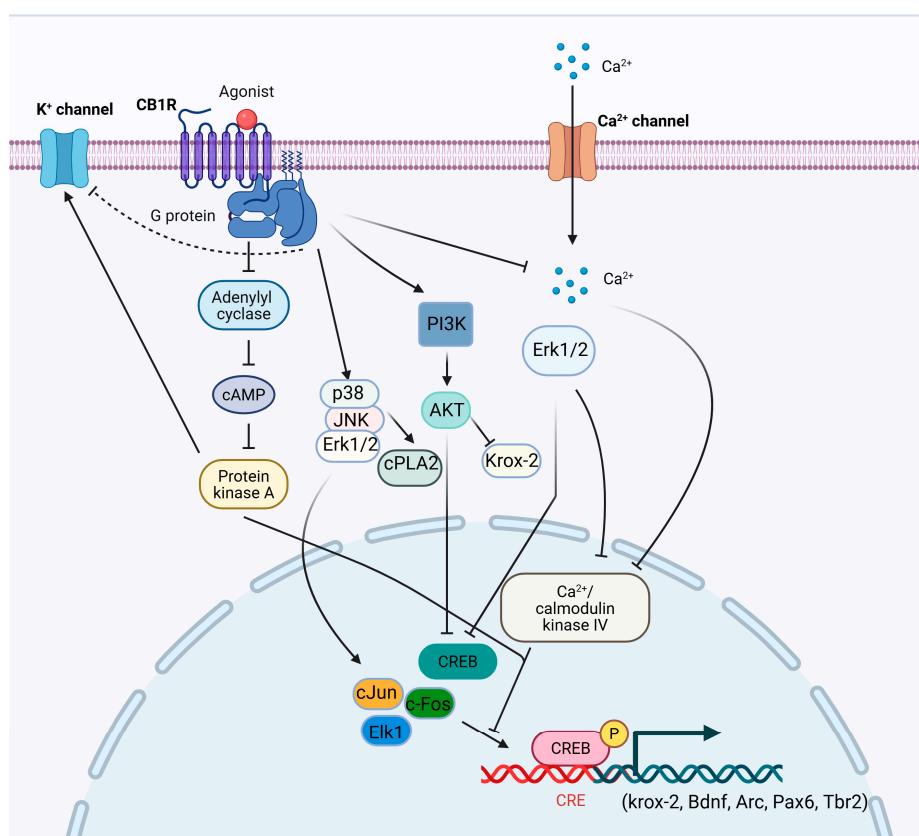 Ca²⁺
Agonist
CB1R
K⁺ channel
Ca²⁺ channel
G protein
Ca²⁺
Adenylyl
cyclase
PI3K
Erk1/2
cAMP
p38
JNK
Erk1/2
AKT
cPLA2
Krox-2
Protein
kinase A
Ca²⁺/
calmodulin
kinase IV
CREB
cJun
c-Fos
Elk1
CREB
P
CRE
(krox-2, Bdnf, Arc, Pax6, Tbr2)